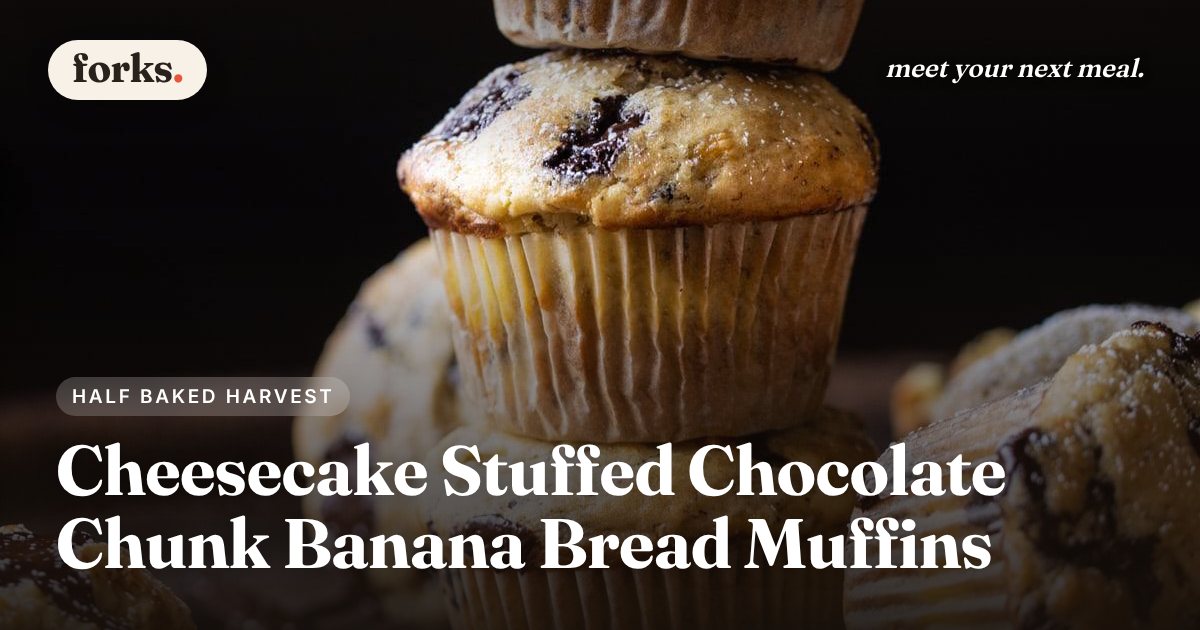 forks.
meet your next meal.
HALF BAKED HARVEST
Cheesecake Stuffed Chocolate
Chunk Banana Bread Muffins